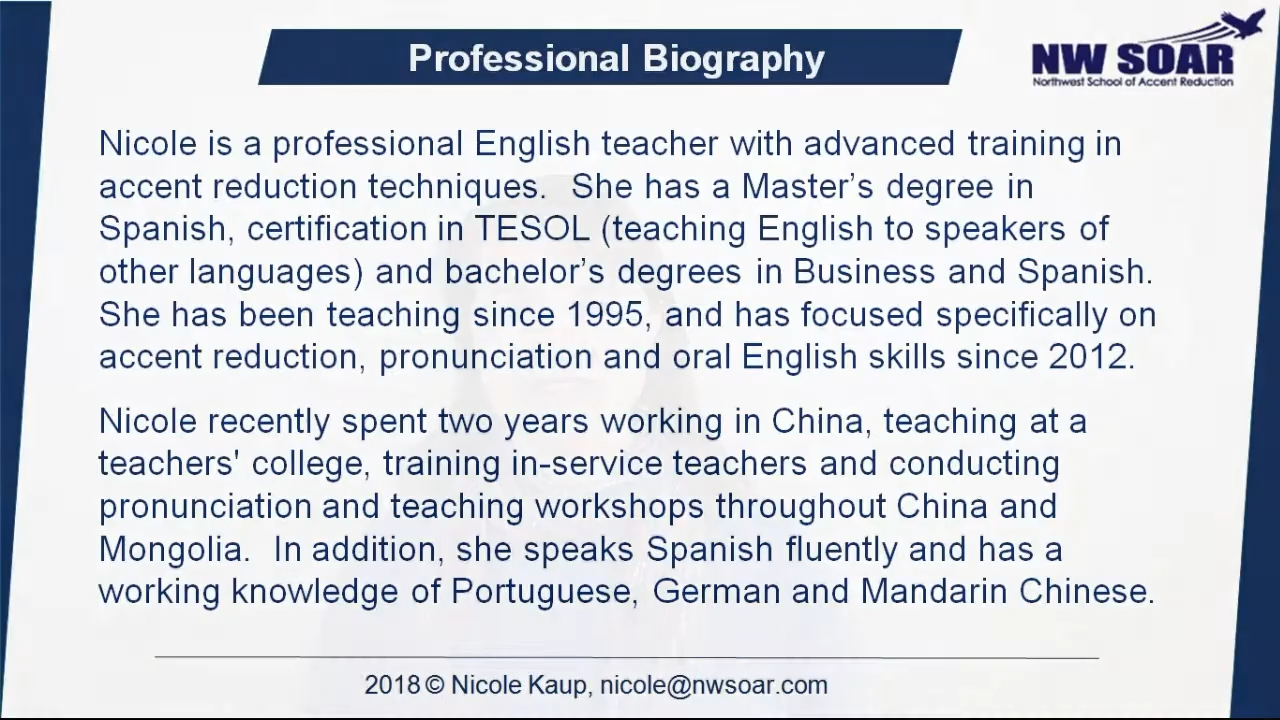 Professional Biography
NW SOAR
Northwest School of Accent Reduction
Nicole is a professional English teacher with advanced training in
accent reduction techniques.  She has a Master’s degree in
Spanish, certification in TESOL (teaching English to speakers of
other languages) and bachelor’s degrees in Business and Spanish.
She has been teaching since 1995, and has focused specifically on
accent reduction, pronunciation and oral English skills since 2012.
Nicole recently spent two years working in China, teaching at a
teachers' college, training in-service teachers and conducting
pronunciation and teaching workshops throughout China and
Mongolia.  In addition, she speaks Spanish fluently and has a
working knowledge of Portuguese, German and Mandarin Chinese.
2018 © Nicole Kaup, nicole@nwsoar.com